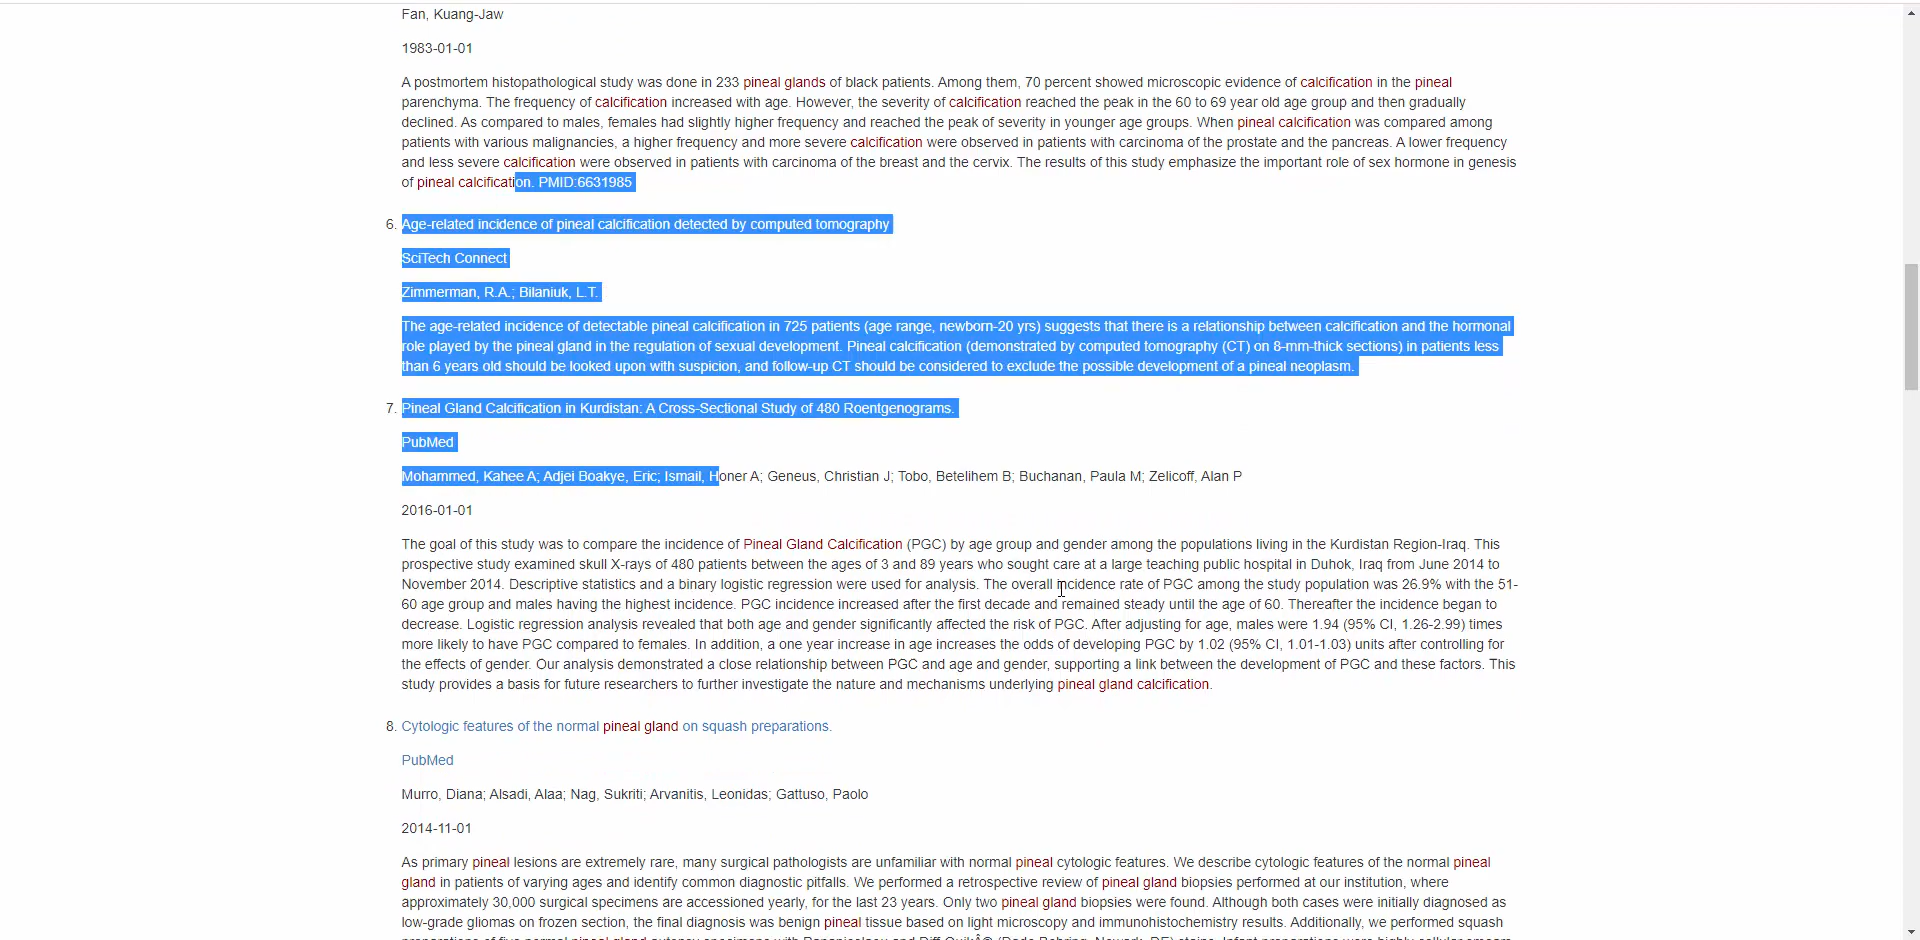 Fan, Kuang-Jaw
1983-01-01
A postmortem histopathological study was done in 233 pineal glands of black patients. Among them, 70 percent showed microscopic evidence of calcification in the pineal
parenchyma. The frequency of calcification increased with age. However, the severity of calcification reached the peak in the 60 to 69 year old age group and then gradually
declined. As compared to males, females had slightly higher frequency and reached the peak of severity in younger age groups. When pineal calcification was compared among
patients with various malignancies, a higher frequency and more severe calcification were observed in patients with carcinoma of the prostate and the pancreas. A lower frequency
and less severe calcification were observed in patients with carcinoma of the breast and the cervix. The results of this study emphasize the important role of sex hormone in genesis
of pineal calcification. PMID:6631985
6. Age-related incidence of pineal calcification detected by computed tomography
SciTech Connect
Zimmerman, R.A.; Bilaniuk, L.T.
The age-related incidence of detectable pineal calcification in 725 patients (age range, newborn-20 yrs) suggests that there is a relationship between calcification and the hormonal
role played by the pineal gland in the regulation of sexual development. Pineal calcification (demonstrated by computed tomography (CT) on 8-mm-thick sections) in patients less
than 6 years old should be looked upon with suspicion, and follow-up CT should be considered to exclude the possible development of a pineal neoplasm.
7. Pineal Gland Calcification in Kurdistan: A Cross-Sectional Study of 480 Roentgenograms.
PubMed
Mohammed, Kahee A; Adjei Boakye, Eric; Ismail, Honer A; Geneus, Christian J; Tobo, Betelihem B; Buchanan, Paula M; Zelicoff, Alan P
2016-01-01
The goal of this study was to compare the incidence of Pineal Gland Calcification (PGC) by age group and gender among the populations living in the Kurdistan Region-Iraq. This
prospective study examined skull X-rays of 480 patients between the ages of 3 and 89 years who sought care at a large teaching public hospital in Duhok, Iraq from June 2014 to
November 2014. Descriptive statistics and a binary logistic regression were used for analysis. The overall incidence rate of PGC among the study population was 26.9% with the 51-
60 age group and males having the highest incidence. PGC incidence increased after the first decade and remained steady until the age of 60. Thereafter the incidence began to
decrease. Logistic regression analysis revealed that both age and gender significantly affected the risk of PGC. After adjusting for age, males were 1.94 (95% CI, 1.26-2.99) times
more likely to have PGC compared to females. In addition, a one year increase in age increases the odds of developing PGC by 1.02 (95% CI, 1.01-1.03) units after controlling for
the effects of gender. Our analysis demonstrated a close relationship between PGC and age and gender, supporting a link between the development of PGC and these factors. This
study provides a basis for future researchers to further investigate the nature and mechanisms underlying pineal gland calcification.
8. Cytologic features of the normal pineal gland on squash preparations.
PubMed
Murro, Diana; Alsadi, Alaa; Nag, Sukriti; Arvanitis, Leonidas; Gattuso, Paolo
2014-11-01
As primary pineal lesions are extremely rare, many surgical pathologists are unfamiliar with normal pineal cytologic features. We describe cytologic features of the normal pineal
gland in patients of varying ages and identify common diagnostic pitfalls. We performed a retrospective review of pineal gland biopsies performed at our institution, where
approximately 30,000 surgical specimens are accessioned yearly, for the last 23 years. Only two pineal gland biopsies were found. Although both cases were initially diagnosed as
low-grade gliomas on frozen section, the final diagnosis was benign pineal tissue based on light microscopy and immunohistochemistry results. Additionally, we performed squash